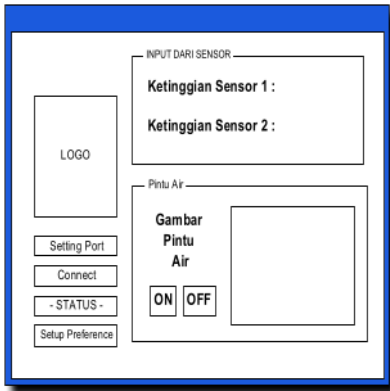 INPUT DARI SENSOR
Ketinggian Sensor 1 :
Ketinggian Sensor 2 :
LOGO
Pintu Air
Gambar
Pintu
Air
ON OFF
Setting Port
Connect
- STATUS -
Setup Preference